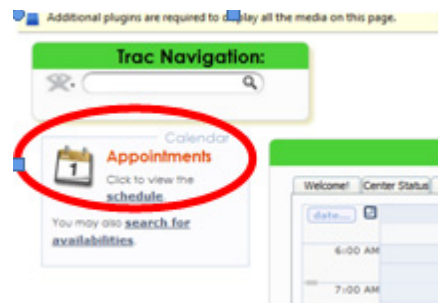 Additional plugins are required to display all the media on this page.
Trac Navigation:
Calendar
Appointments
1
Click to view the
schedule
You may also search for
availabilities.
Welcome! Center Status
date...
6:00 AM
7:00 AM